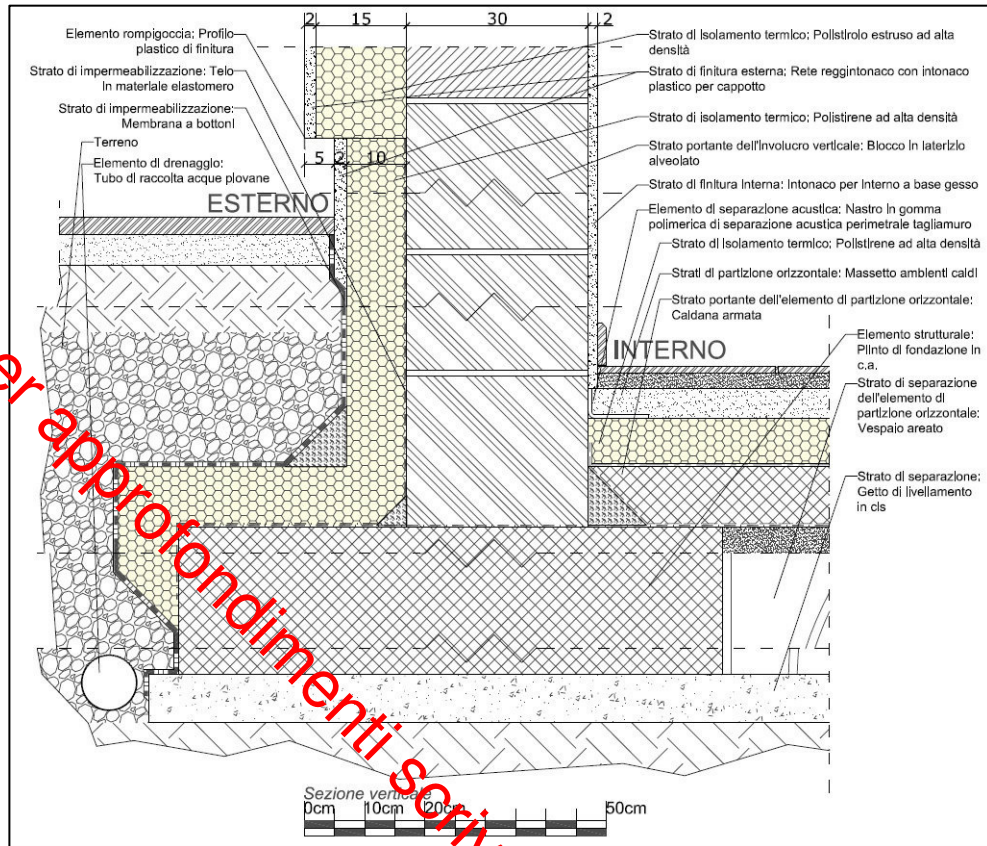 2 15 30 2
Elemento rompigoccia; Profilo
plastico di finitura
Strato di impermeabilizzazione: Telo
in materiale elastomero
Strato di impermeabilizzazione:
Membrana a bottoni
Terreno
Elemento di drenaggio:
Tubo di raccolta acque piovane
5 2 10
ESTERNO
Strato di isolamento termico; Polistirolo estruso ad alta
densità
Strato di finitura esterna; Rete reggintonaco con intonaco
plastico per cappotto
Strato di isolamento termico; Polistirene ad alta densità
Strato portante dell'involucro verticale: Blocco in laterizio
alveolato
Strato di finitura interna: Intonaco per interno a base gesso
Elemento di separazione acustica; Nastro in gomma
polimerica di separazione acustica perimetrale tagliamuro
Strato di isolamento termico; Polistirene ad alta densità
Strati di partizione orizzontale: Massetto ambienti caldi
Strato portante dell'elemento di partizione orizzontale:
Caldana armata
INTERNO
Elemento strutturale:
Plinto di fondazione in
c.a.
Strato di separazione
dell'elemento di
partizione orizzontale:
Vespaio areato
Strato di separazione:
Getto di livellamento
in cls
er approfondimenti scriv
Sezione verticale
0cm 10cm 20cm 50cm